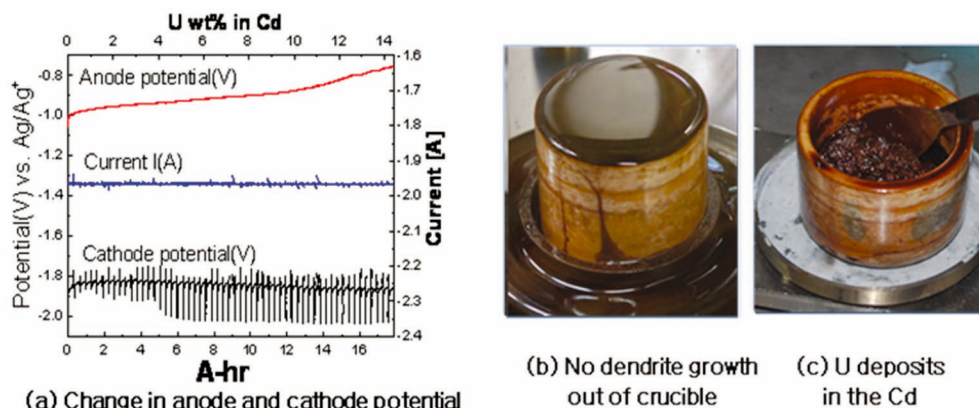 U wt% in Cd
0 2 4 6 8 10 12 14
Potential(V) vs. Ag/Ag+
-0.8
-1.0
-1.2
-1.4
-1.6
-1.8
-2.0
Anode potential(V)
Current I(A)
Cathode potential(V)
1.6
1.7
1.8
1.9
2.0
2.1
2.2
2.3
2.4
Current [A]
0 2 4 6 8 10 12 14 16
A-hr
(a) Change in anode and cathode potential
(b) No dendrite growth
out of crucible
(c) U deposits
in the Cd